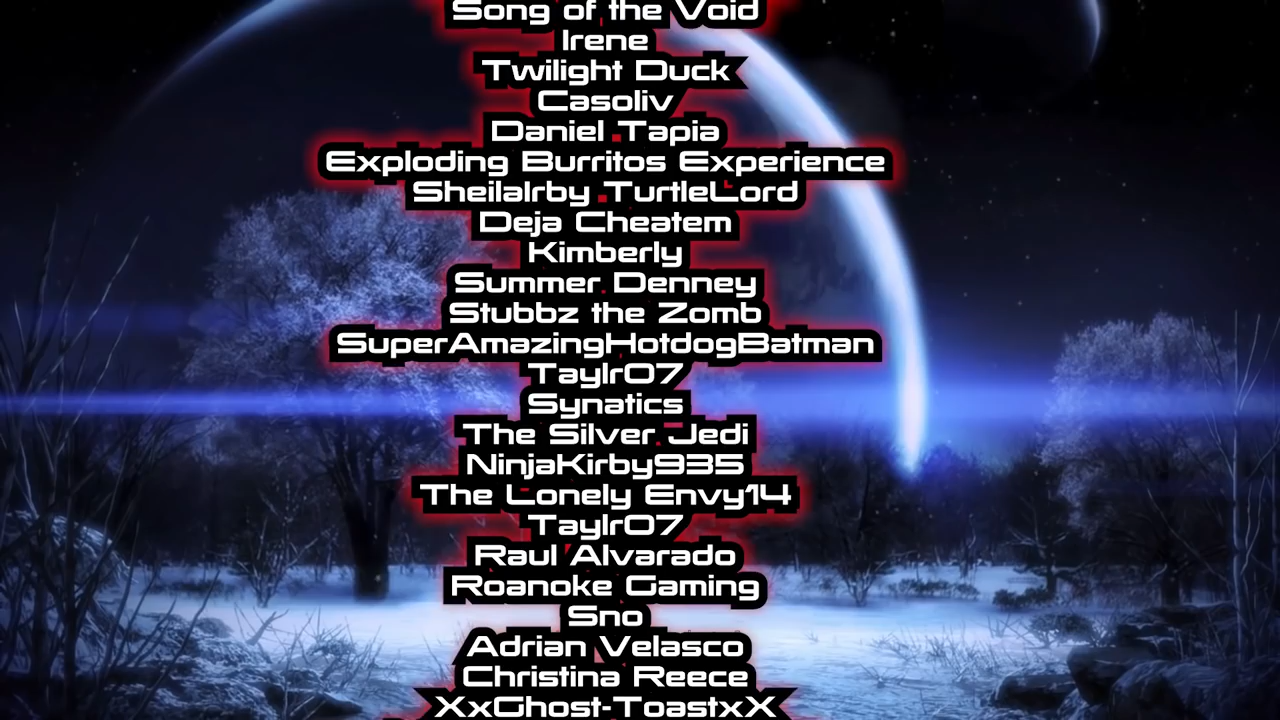 Song of the Void
Irene
Twilight Duck
Casoliv
Daniel Tapia
Exploding Burritos Experience
SheilaIrby TurtleLord
Deja Cheatem
Kimberly
Summer Denney
Stubbz the Zomb
SuperAmazingHotdogBatman
Taylr07
Synatics
The Silver Jedi
NinjaKirby935
The Lonely Envy14
Taylr07
Raul Alvarado
Roanoke Gaming
Sno
Adrian Velasco
Christina Reece
XxGhost-ToastxX